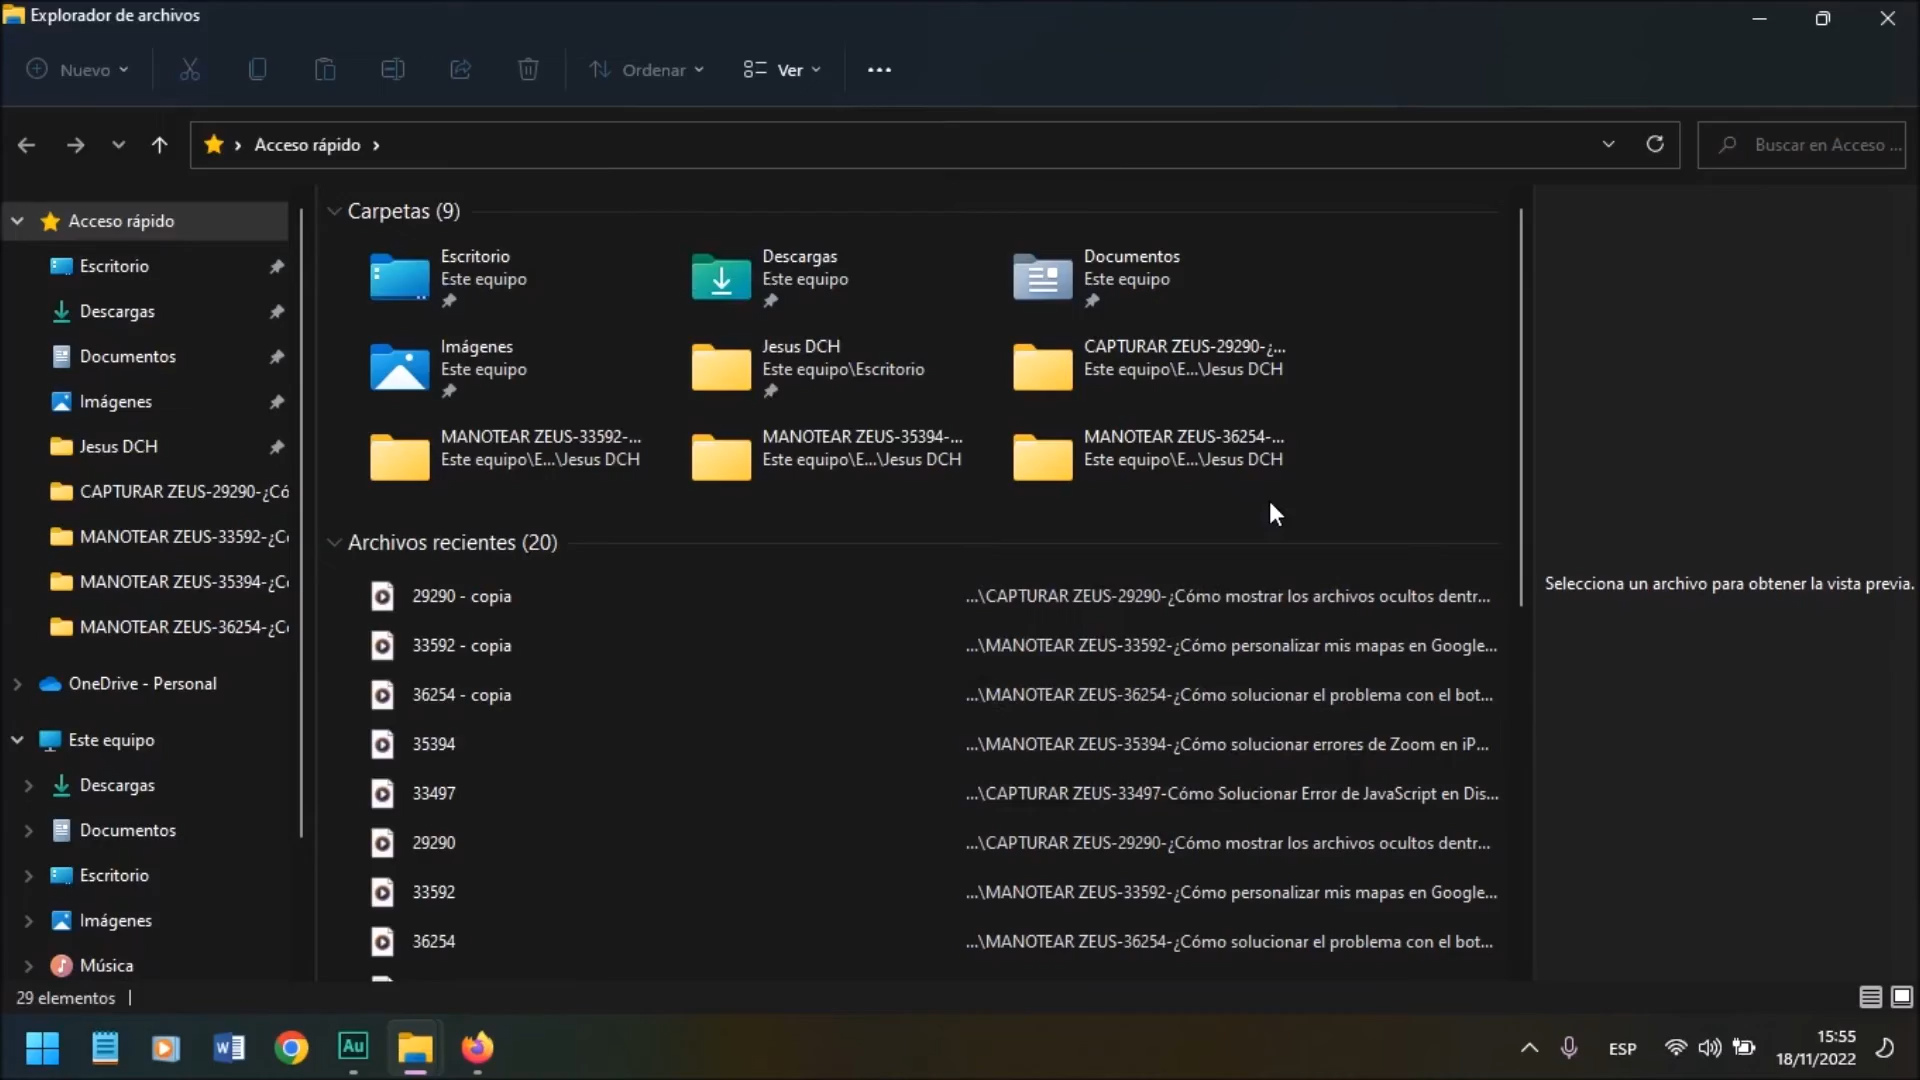 Explorador de archivos
Nuevo
Ordenar
Ver
Acceso rápido
Buscar en Acceso ...
Acceso rápido
Escritorio
Descargas
Documentos
Imágenes
Jesus DCH
CAPTURAR ZEUS-29290-¿Có
MANOTEAR ZEUS-33592-¿C
MANOTEAR ZEUS-35394-¿C
MANOTEAR ZEUS-36254-¿C
OneDrive - Personal
Este equipo
Descargas
Documentos
Escritorio
Imágenes
Música
Carpetas (9)
Escritorio
Este equipo
Descargas
Este equipo
Documentos
Este equipo
Imágenes
Este equipo
Jesus DCH
Este equipo\Escritorio
CAPTURAR ZEUS-29290-¿...
Este equipo\E...\Jesus DCH
MANOTEAR ZEUS-33592-...
Este equipo\E...\Jesus DCH
MANOTEAR ZEUS-35394-...
Este equipo\E...\Jesus DCH
MANOTEAR ZEUS-36254-...
Este equipo\E...\Jesus DCH
Archivos recientes (20)
29290 - copia ...\CAPTURAR ZEUS-29290-¿Cómo mostrar los archivos ocultos dentr...
33592 - copia ...\MANOTEAR ZEUS-33592-¿Cómo personalizar mis mapas en Google...
36254 - copia ...\MANOTEAR ZEUS-36254-¿Cómo solucionar el problema con el bot...
35394 ...\MANOTEAR ZEUS-35394-¿Cómo solucionar errores de Zoom en iP...
33497 ...\CAPTURAR ZEUS-33497-Cómo Solucionar Error de JavaScript en Dis...
29290 ...\CAPTURAR ZEUS-29290-¿Cómo mostrar los archivos ocultos dentr...
33592 ...\MANOTEAR ZEUS-33592-¿Cómo personalizar mis mapas en Google...
36254 ...\MANOTEAR ZEUS-36254-¿Cómo solucionar el problema con el bot...
Selecciona un archivo para obtener la vista previa.
29 elementos
W
Au
ESP
15:55
18/11/2022